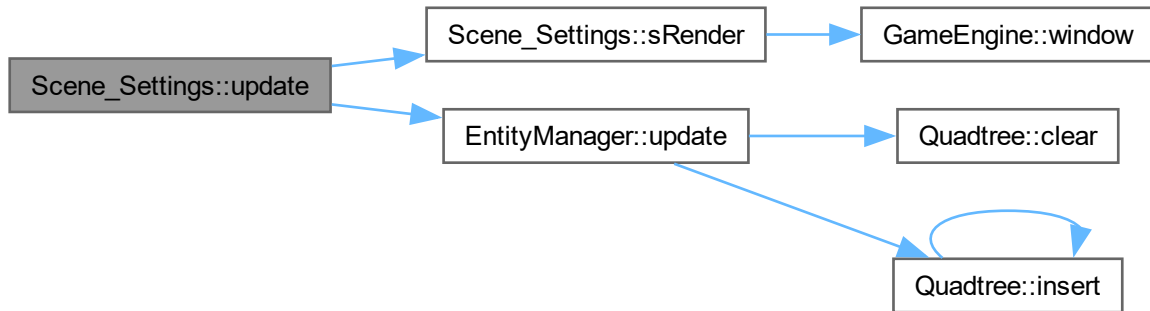 Scene_Settings::update
Scene_Settings::sRender
GameEngine::window
EntityManager::update
Quadtree::clear
Quadtree::insert